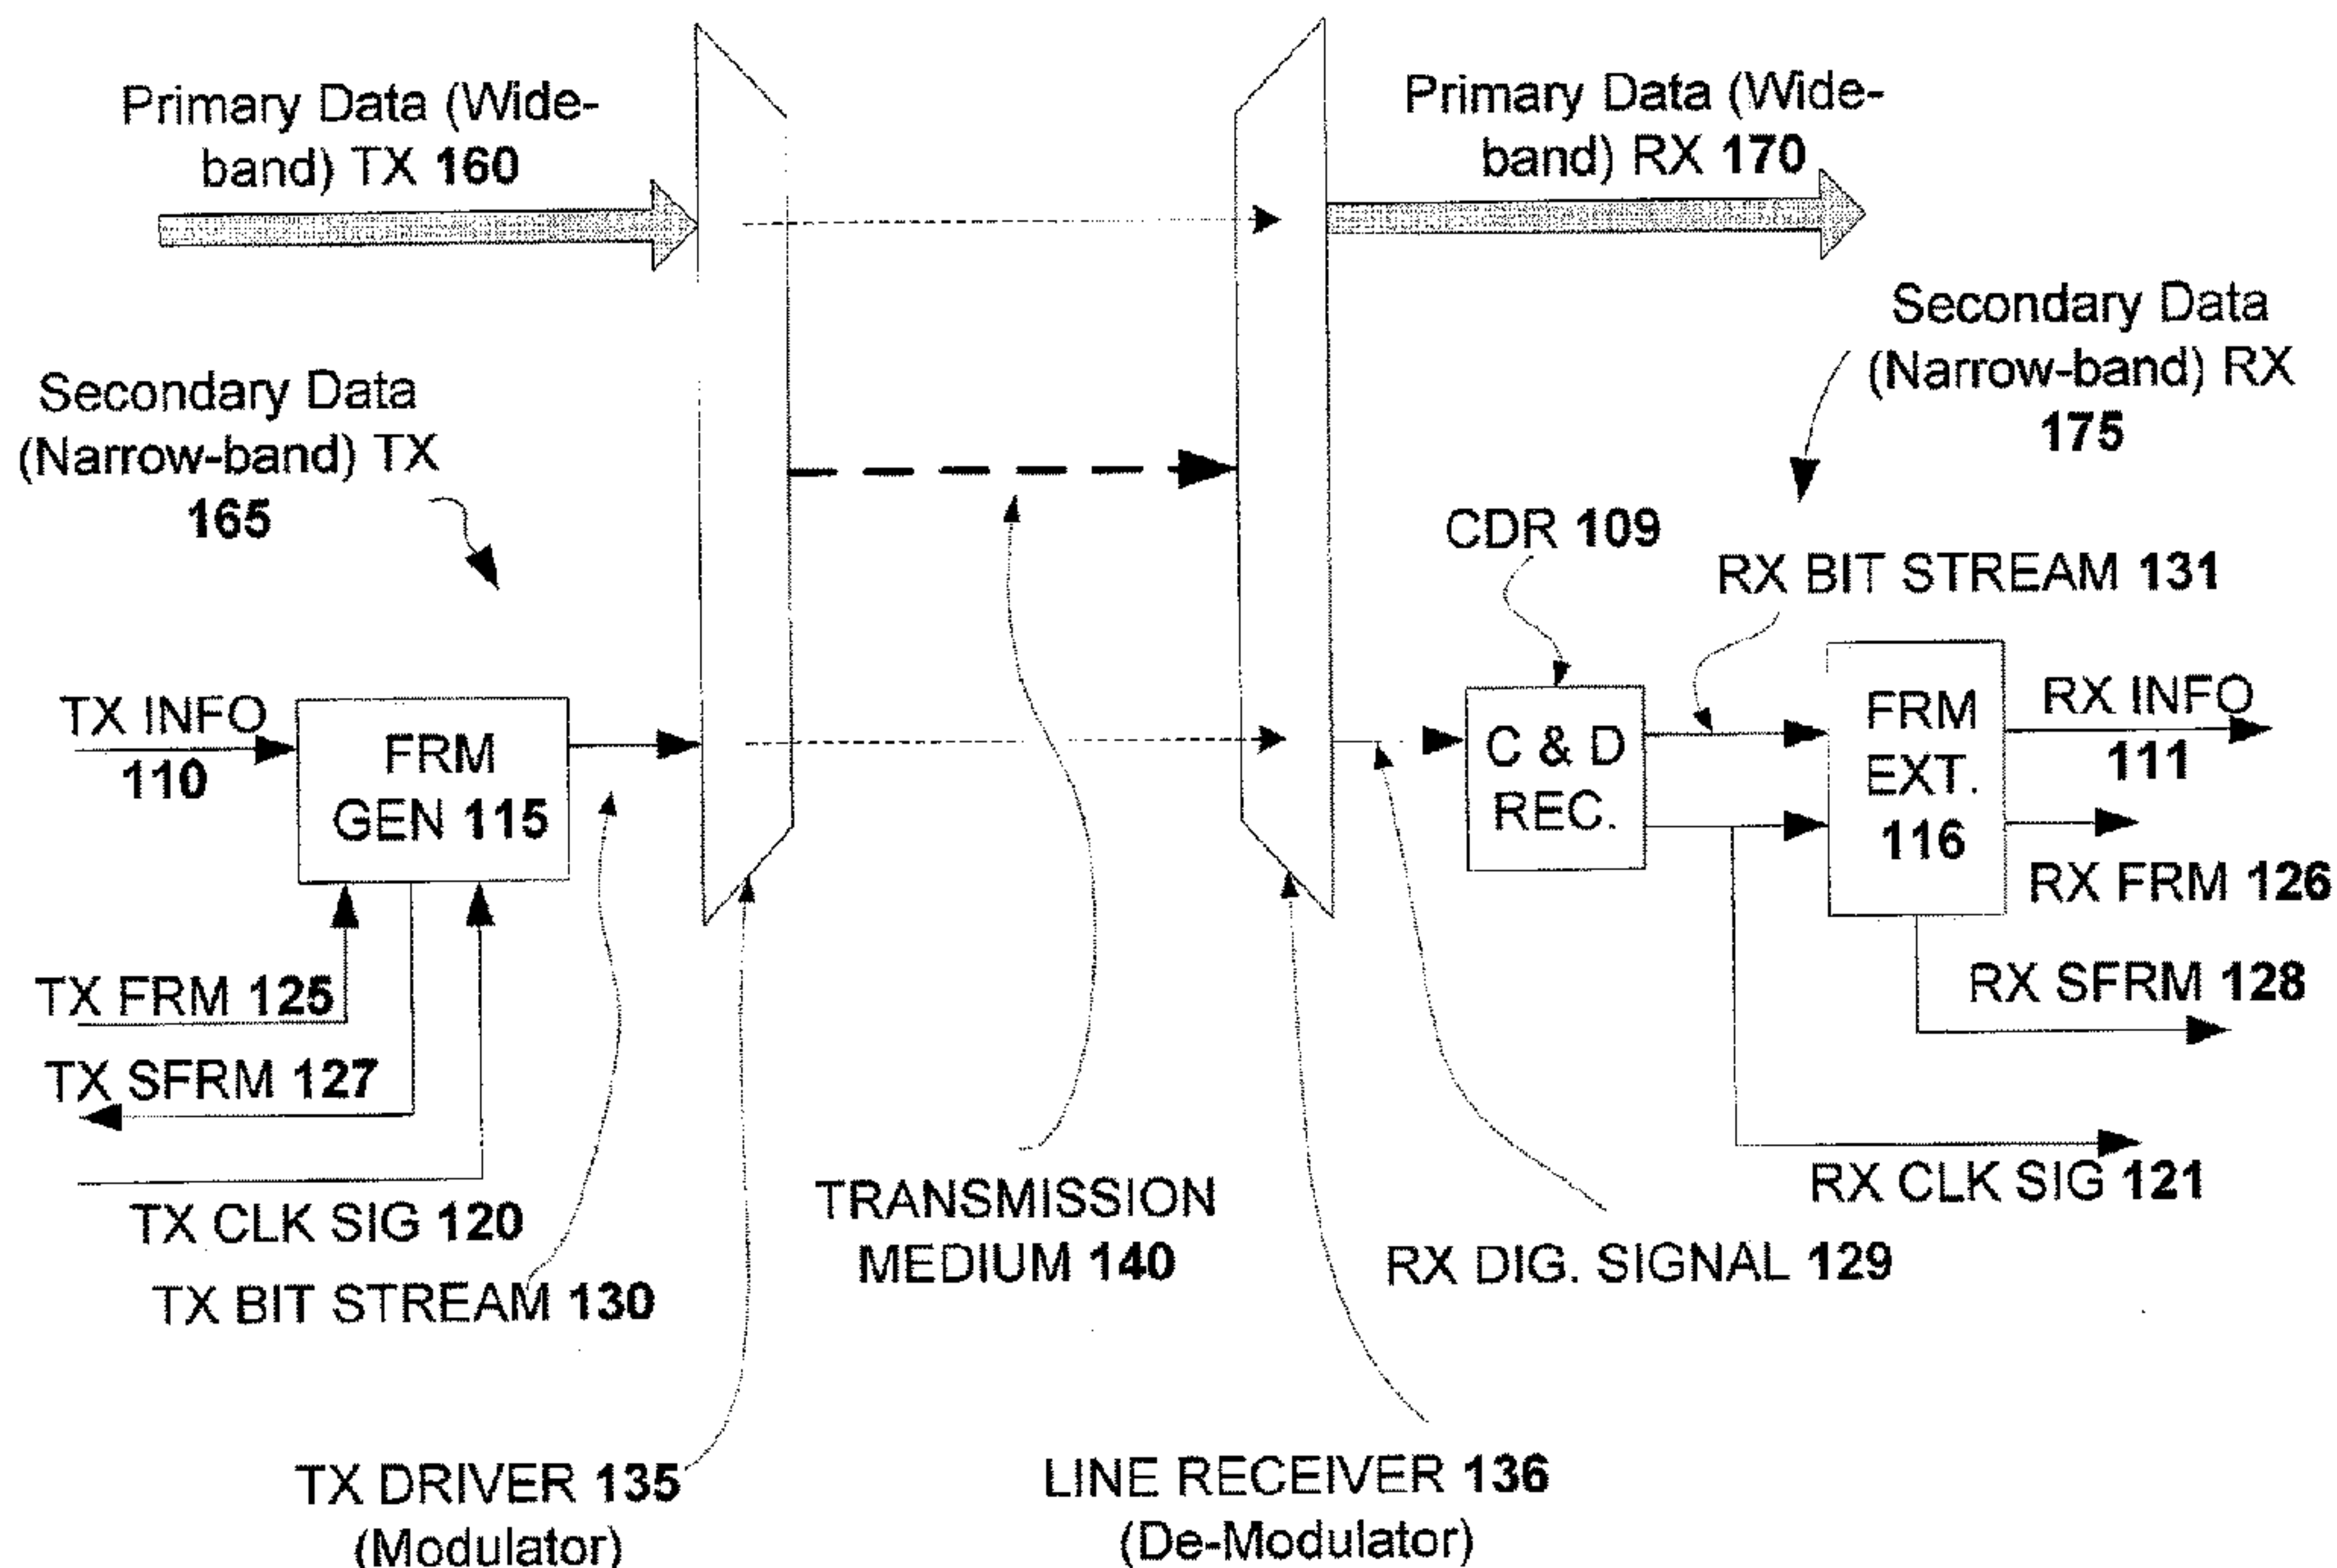 Primary Data (Wide-
band) TX 160
Primary Data (Wide-
band) RX 170
Secondary Data
(Narrow-band) TX
165
Secondary Data
(Narrow-band) RX
175
CDR 109
RX BIT STREAM 131
TX INFO
110
FRM
GEN 115
C & D
REC.
FRM
EXT.
116
RX INFO
111
RX FRM 126
TX FRM 125
TX SFRM 127
TX CLK SIG 120
TX BIT STREAM 130
TRANSMISSION
MEDIUM 140
RX SFRM 128
RX CLK SIG 121
RX DIG. SIGNAL 129
TX DRIVER 135
(Modulator)
LINE RECEIVER 136
(De-Modulator)